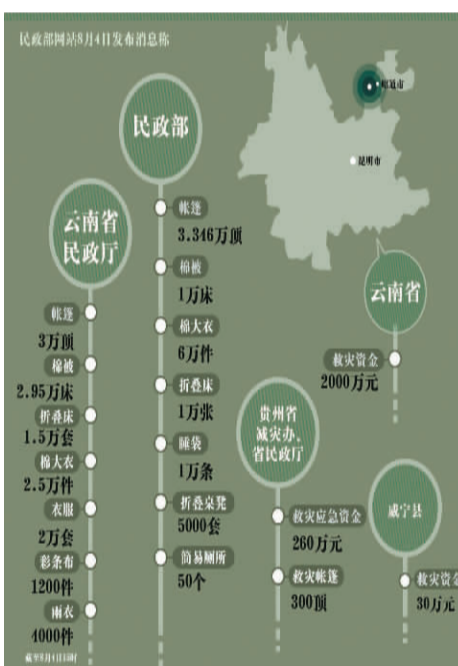 民政部网站8月4日发布消息称
昭通市
昆明市
民政部
帐篷
3.346万顶
棉被
1万床
棉大衣
6万件
折叠床
1万张
睡袋
1万条
折叠桌凳
5000套
简易厕所
50个
云南省
民政厅
帐篷
3万顶
棉被
2.95万床
折叠床
1.5万套
棉大衣
2.5万件
衣服
2万套
彩条布
1200件
雨衣
4000件
云南省
救灾资金
2000万元
贵州省
减灾办、
省民政厅
救灾应急资金
260万元
救灾帐篷
300顶
威宁县
救灾资金
30万元